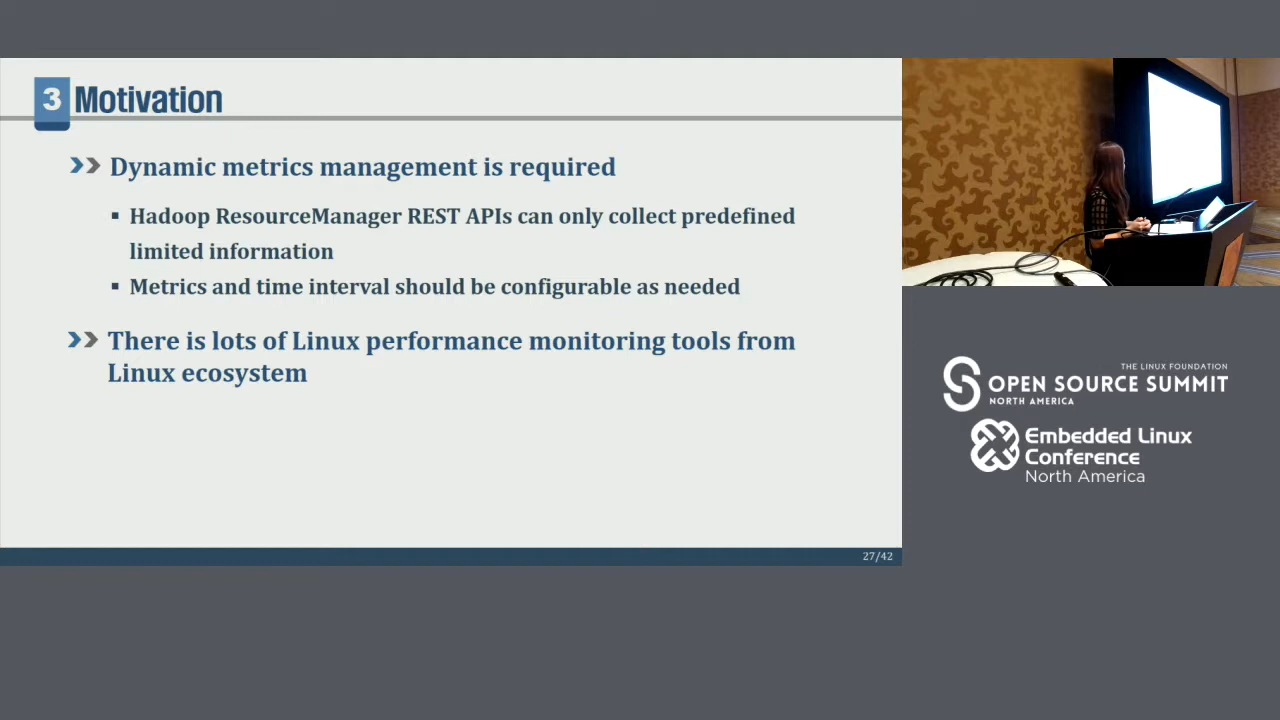 3 Motivation
Dynamic metrics management is required
▪ Hadoop ResourceManager REST APIs can only collect predefined
limited information
▪ Metrics and time interval should be configurable as needed
There is lots of Linux performance monitoring tools from
Linux ecosystem
27/42
THE LINUX FOUNDATION
OPEN SOURCE SUMMIT
NORTH AMERICA
Embedded Linux
Conference
North America